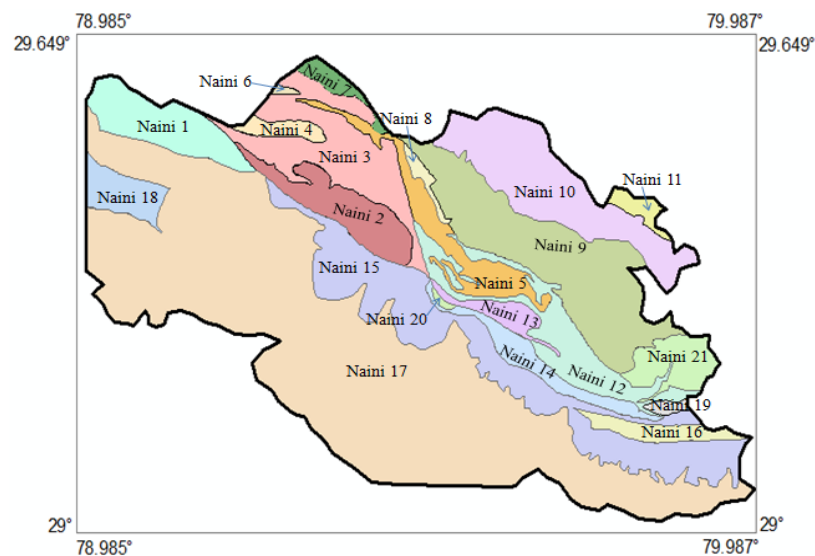 78.985° 79.987°
29.649° 29.649°
Naini 7
Naini 6
Naini 8
Naini 1
Naini 4
Naini 3
Naini 11
Naini 10
Naini 18
Naini 2
Naini 9
Naini 15
Naini 5
Naini 13
Naini 20
Naini 21
Naini 14
Naini 17
Naini 12
Naini 19
Naini 16
29° 29°
78.985° 79.987°